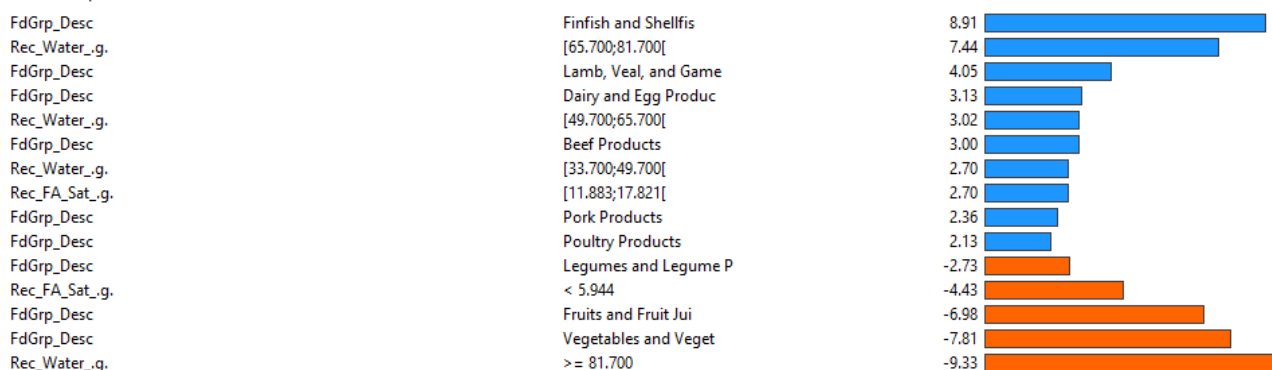 FdGrp_Desc Finfish and Shellfis 8.91
Rec_Water_.g. [65.700;81.700[ 7.44
FdGrp_Desc Lamb, Veal, and Game 4.05
FdGrp_Desc Dairy and Egg Produc 3.13
Rec_Water_.g. [49.700;65.700[ 3.02
FdGrp_Desc Beef Products 3.00
Rec_Water_.g. [33.700;49.700[ 2.70
Rec_FA_Sat_.g. [11.883;17.821[ 2.70
FdGrp_Desc Pork Products 2.36
FdGrp_Desc Poultry Products 2.13
FdGrp_Desc Legumes and Legume P -2.73
Rec_FA_Sat_.g. < 5.944 -4.43
FdGrp_Desc Fruits and Fruit Jui -6.98
FdGrp_Desc Vegetables and Veget -7.81
Rec_Water_.g. >= 81.700 -9.33